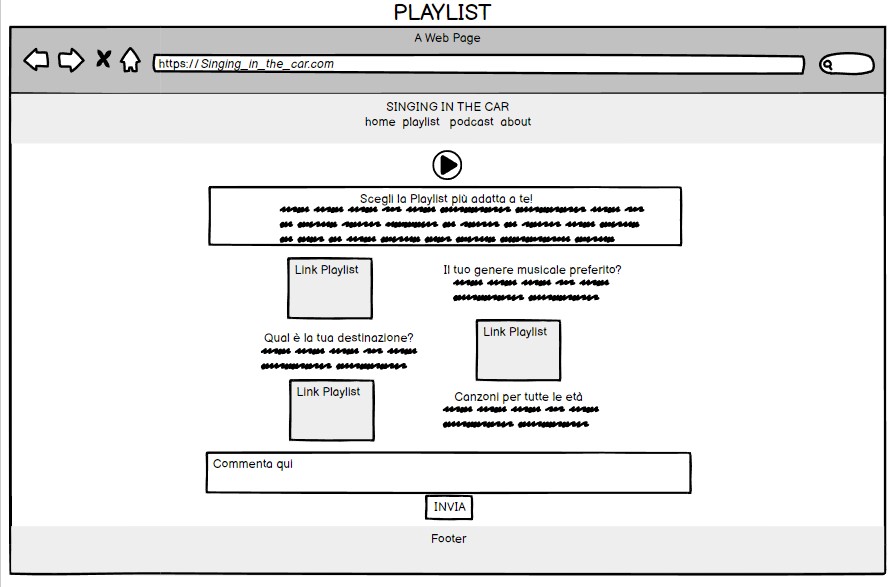 PLAYLIST
A Web Page
https://Singing_in_the_car.com
SINGING IN THE CAR
home playlist podcast about
Scegli la Playlist più adatta a te!
Link Playlist
Il tuo genere musicale preferito?
Qual è la tua destinazione?
Link Playlist
Link Playlist
Canzoni per tutte le età
Commenta qui
INVIA
Footer